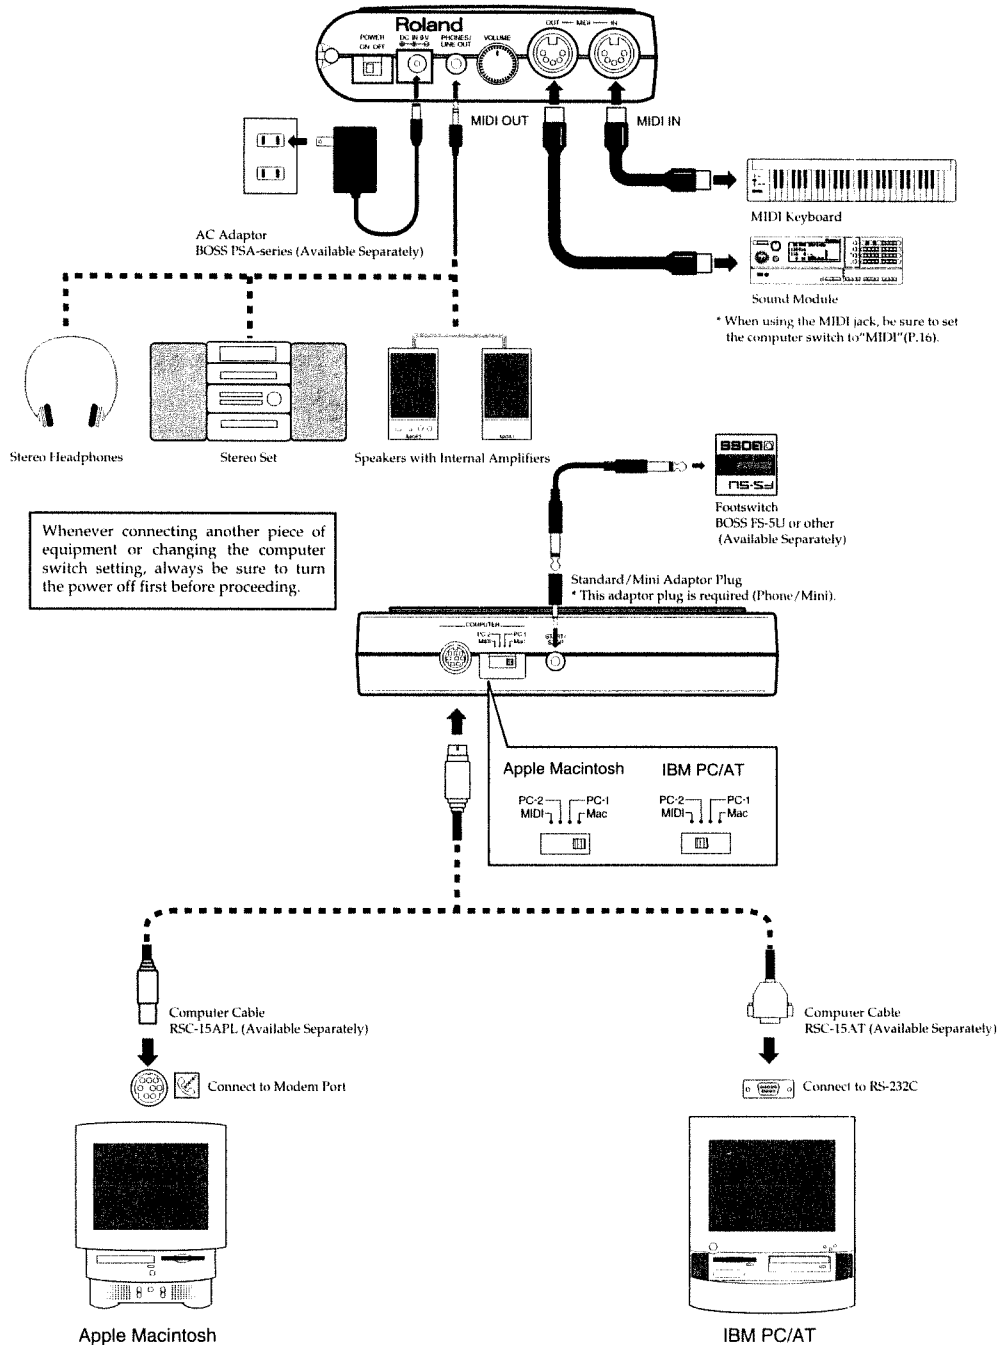 Roland
POWER
ON OFF
DC IN 9V
PHONES/
LINE OUT
VOLUME
OUT — MIDI — IN
MIDI OUT
MIDI IN
AC Adaptor
BOSS PSA-series (Available Separately)
MIDI Keyboard
Sound Module
* When using the MIDI jack, be sure to set
the computer switch to"MIDI"(P.16).
Stereo Headphones
Stereo Set
Speakers with Internal Amplifiers
BOSS
FS-5U
Footswitch
BOSS FS-5U or other
(Available Separately)
Whenever connecting another piece of
equipment or changing the computer
switch setting, always be sure to turn
the power off first before proceeding.
Standard/Mini Adaptor Plug
* This adaptor plug is required (Phone/Mini).
COMPUTER
PC-2 PC-1
MIDI Mac
START/
STOP
Apple Macintosh
IBM PC/AT
PC-2 PC-1
MIDI Mac
PC-2 PC-1
MIDI Mac
Computer Cable
RSC-15APL (Available Separately)
Computer Cable
RSC-15AT (Available Separately)
Connect to Modem Port
Connect to RS-232C
Apple Macintosh
IBM PC/AT